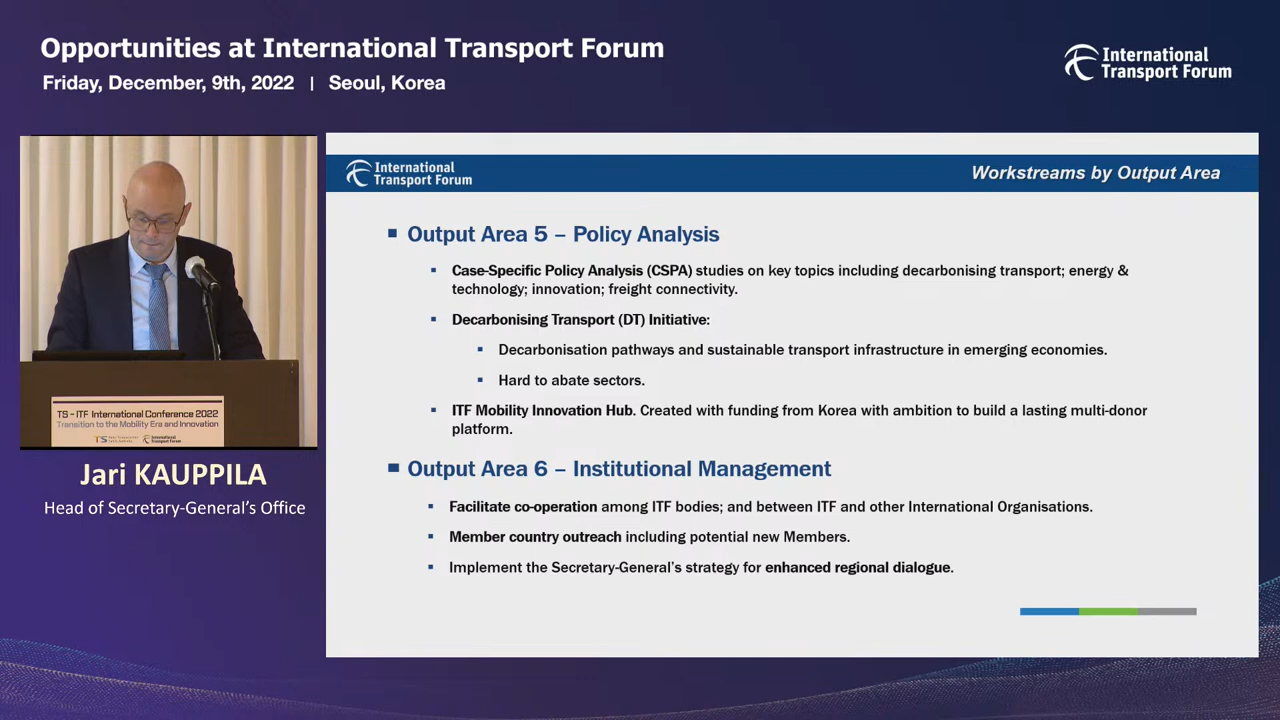 Opportunities at International Transport Forum
Friday, December, 9th, 2022 | Seoul, Korea
International
Transport Forum
International
Transport Forum
Workstreams by Output Area
Output Area 5 – Policy Analysis
Case-Specific Policy Analysis (CSPA) studies on key topics including decarbonising transport; energy &
technology; innovation; freight connectivity.
Decarbonising Transport (DT) Initiative:
Decarbonisation pathways and sustainable transport infrastructure in emerging economies.
Hard to abate sectors.
ITF Mobility Innovation Hub. Created with funding from Korea with ambition to build a lasting multi-donor
platform.
Output Area 6 – Institutional Management
Facilitate co-operation among ITF bodies; and between ITF and other International Organisations.
Member country outreach including potential new Members.
Implement the Secretary-General's strategy for enhanced regional dialogue.
TS - ITF International Conference 2022
Transition to the Mobility Era and Innovation
TS
International
Transport Forum
Jari KAUPPILA
Head of Secretary-General's Office